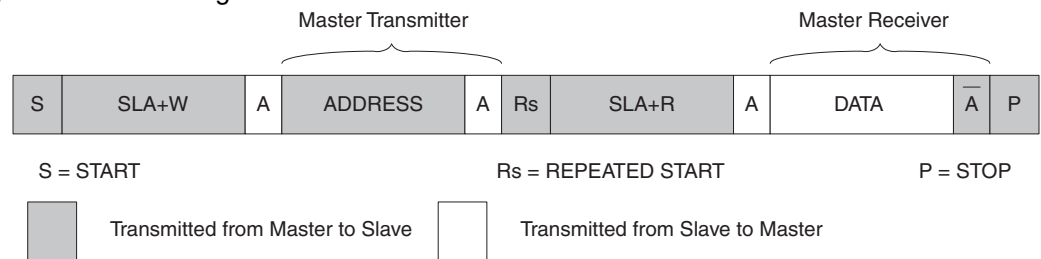 Master Transmitter Master Receiver
S SLA+W A ADDRESS A Rs SLA+R A DATA A̅ P
S = START Rs = REPEATED START P = STOP
Transmitted from Master to Slave Transmitted from Slave to Master